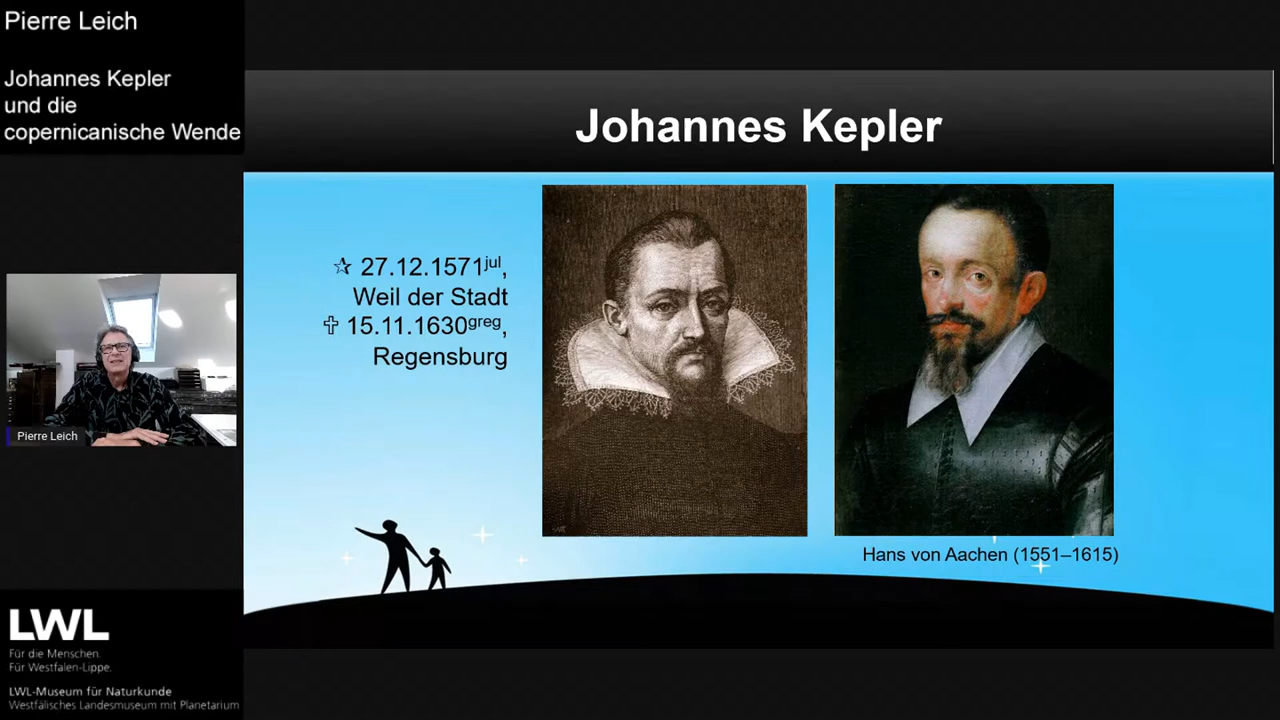 Pierre Leich
Johannes Kepler
und die
copernicanische Wende
Johannes Kepler
☆ 27.12.1571jul,
Weil der Stadt
✝ 15.11.1630greg,
Regensburg
Hans von Aachen (1551–1615)
Pierre Leich
LWL
Für die Menschen.
Für Westfalen-Lippe.
LWL-Museum für Naturkunde
Westfälisches Landesmuseum mit Planetarium